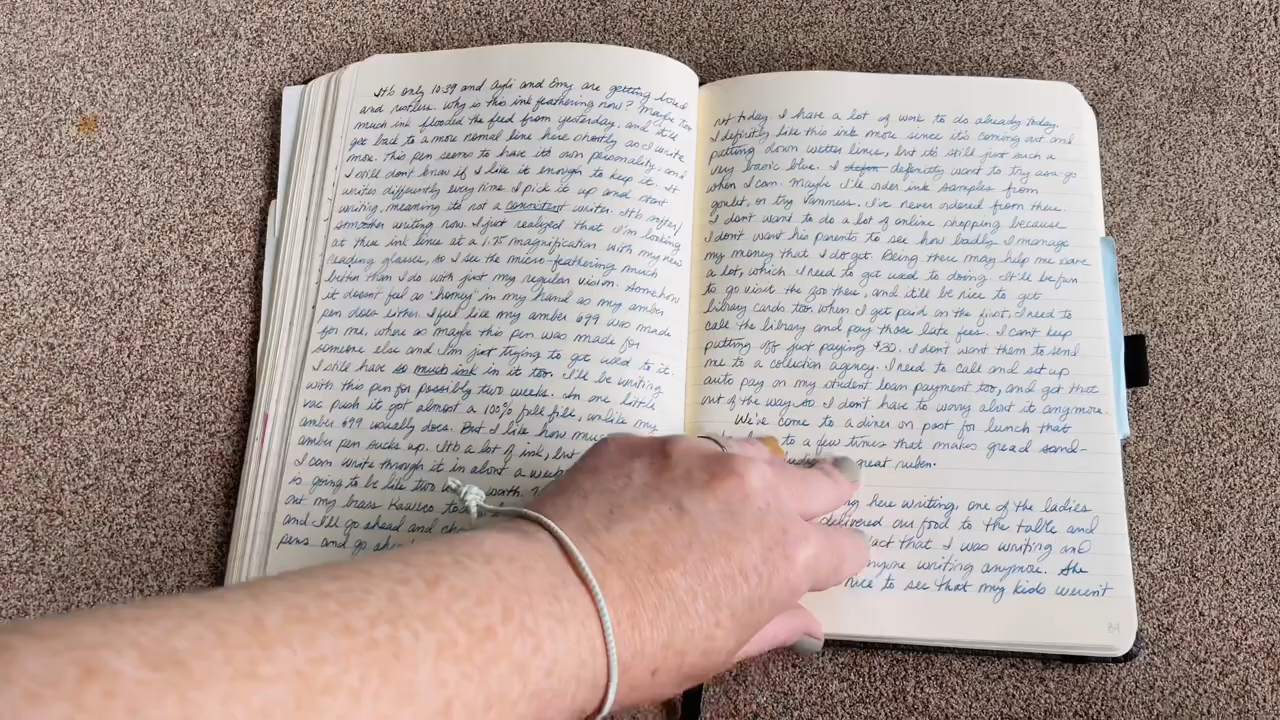 It's only 10:39 and and Emy are getting loud
and restless. Why is this ink feathering now? Maybe too
much ink flooded the feed from yesterday, and it'll
get back to a more normal line here shortly as I write
more. This pen seems to have it's own personality, and
I still don't know if I like it enough to keep it. It
writes differently every time I pick it up and start
writing, meaning its not a consistent writer. It's softer/
smoother writing now. I just realized that I'm looking
at these ink lines at a 1.75 magnification with my new
reading glasses, so I see the micro-feathering much
better than I do with just my regular vision. Somehow
it doesn't feel as "homey" in my hand as my amber
pen does either. I feel like my amber 699 was made
for me, where as maybe this pen was made for
someone else and I'm just trying to get used to it.
I still have so much ink in it too. I'll be writing
with this pen for possibly two weeks. In one little
vac push it got almost a 100% full fill, unlike my
amber 699 usually does. But I like how much
amber pen sucks up. It's a lot of ink, but
I can write through it in about a week
is going to be like two worth.
out my brass Kaweco to
and I'll go ahead and
pens and go
not today. I have a lot of work to do already today.
I definitly like this ink more since it's coming out and
putting down wetter lines, but it's still just such a
very basic blue. I defin definitly want to try asa-gao
when I can. Maybe I'll order ink samples from
goulet, or try Vanness. I've never ordered from there.
I don't want to do a lot of online shopping because
I don't want his parents to see how badly I manage
my money that I do get. Being there may help me save
a lot, which I need to get used to doing. It'll be fun
to go visit the zoo there, and it'll be nice to get
library cards too. When I get paid on the first, I need to
call the library and pay those late fees. I can't keep
putting off just paying $30. I don't want them to send
me to a collection agency. I need to call and set up
auto pay on my student loan payment too, and get that
out of the way so I don't have to worry about it anymore.
We've come to a diner on post for lunch that
to a few times that makes great sand-
great ruben.
here writing, one of the ladies
delivered our food to the table and
fact that I was writing and
anyone writing anymore. She
nice to see that my kids weren't